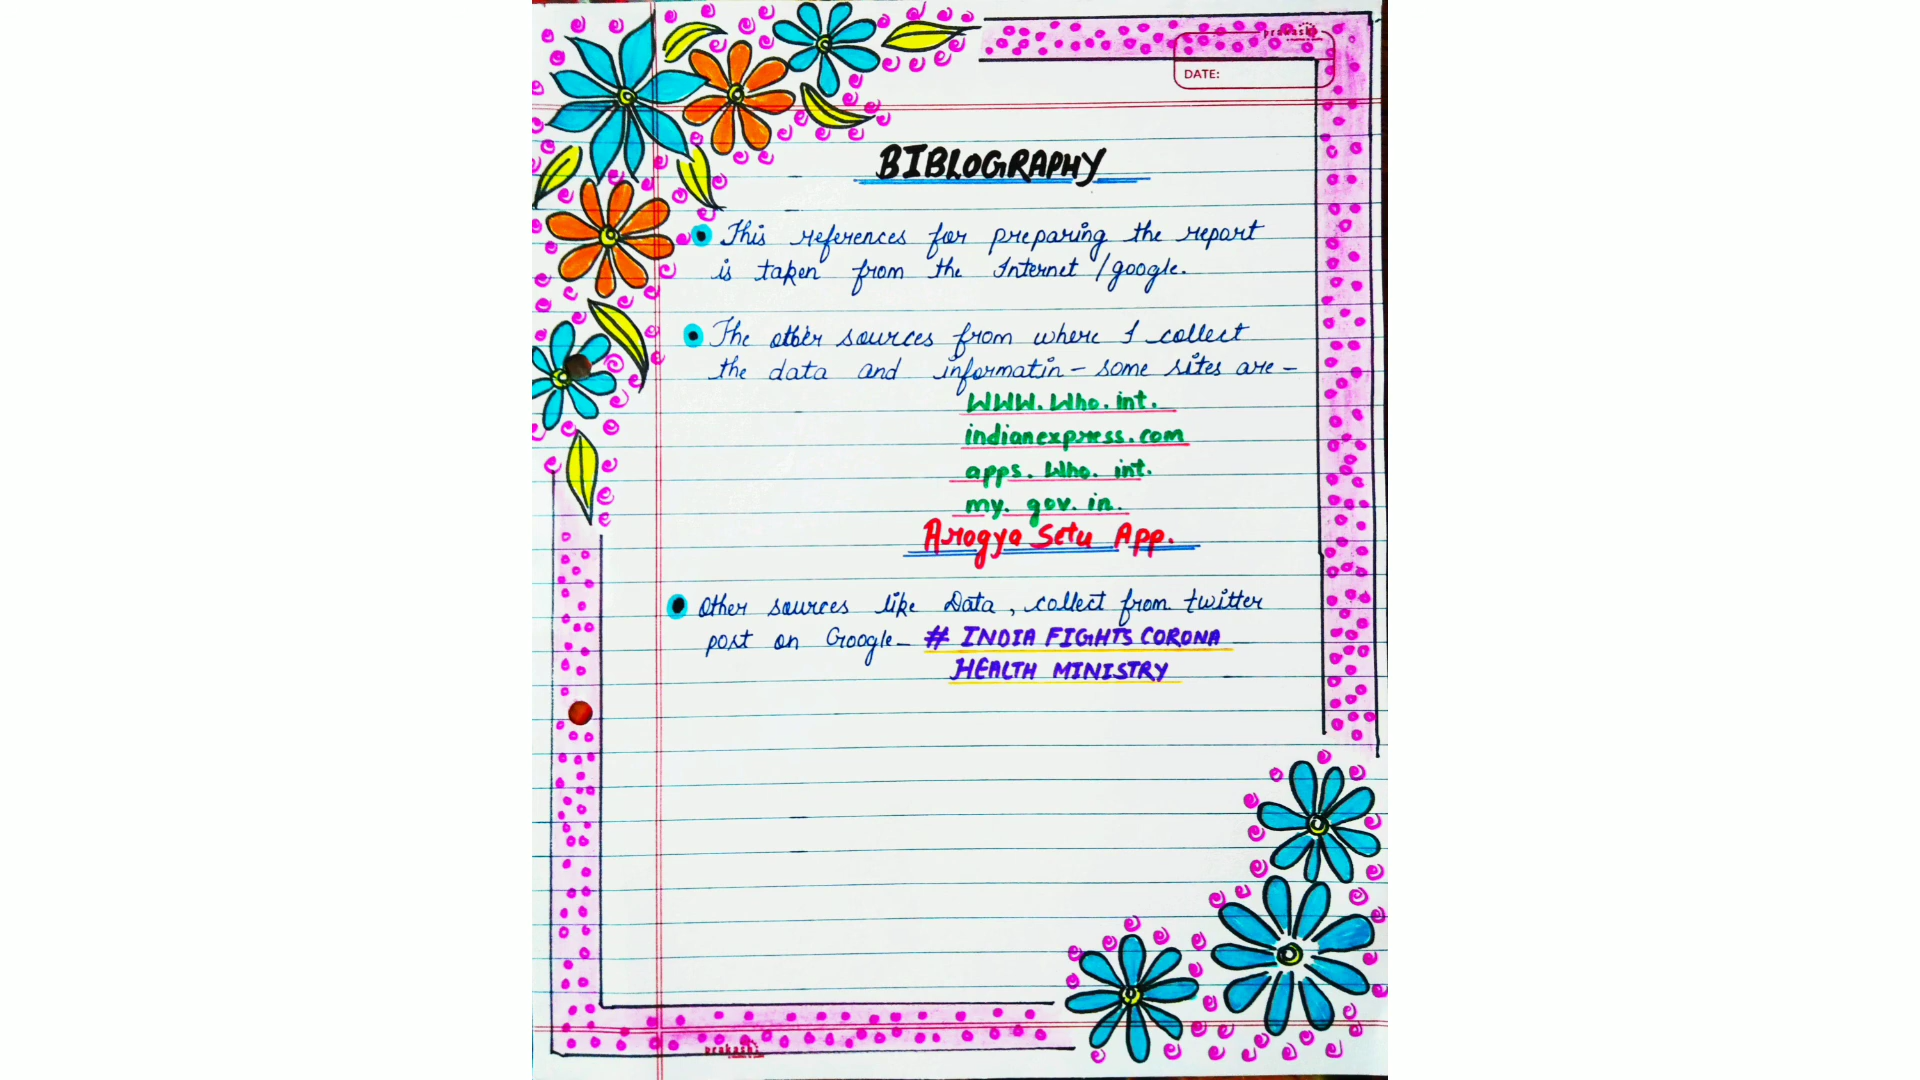 prakash
DATE:
BIBLOGRAPHY
This references for preparing the report
is taken from the Internet /google.
The other sources from where I collect
the data and informatin - some sites are -
WWW. Who. int.
indianexpress.com
apps. Who. int.
my. gov. in.
Arogya Setu App.
Other sources like Data, collect from twitter
post on Google - # INDIA FIGHTS CORONA
HEALTH MINISTRY
prakash